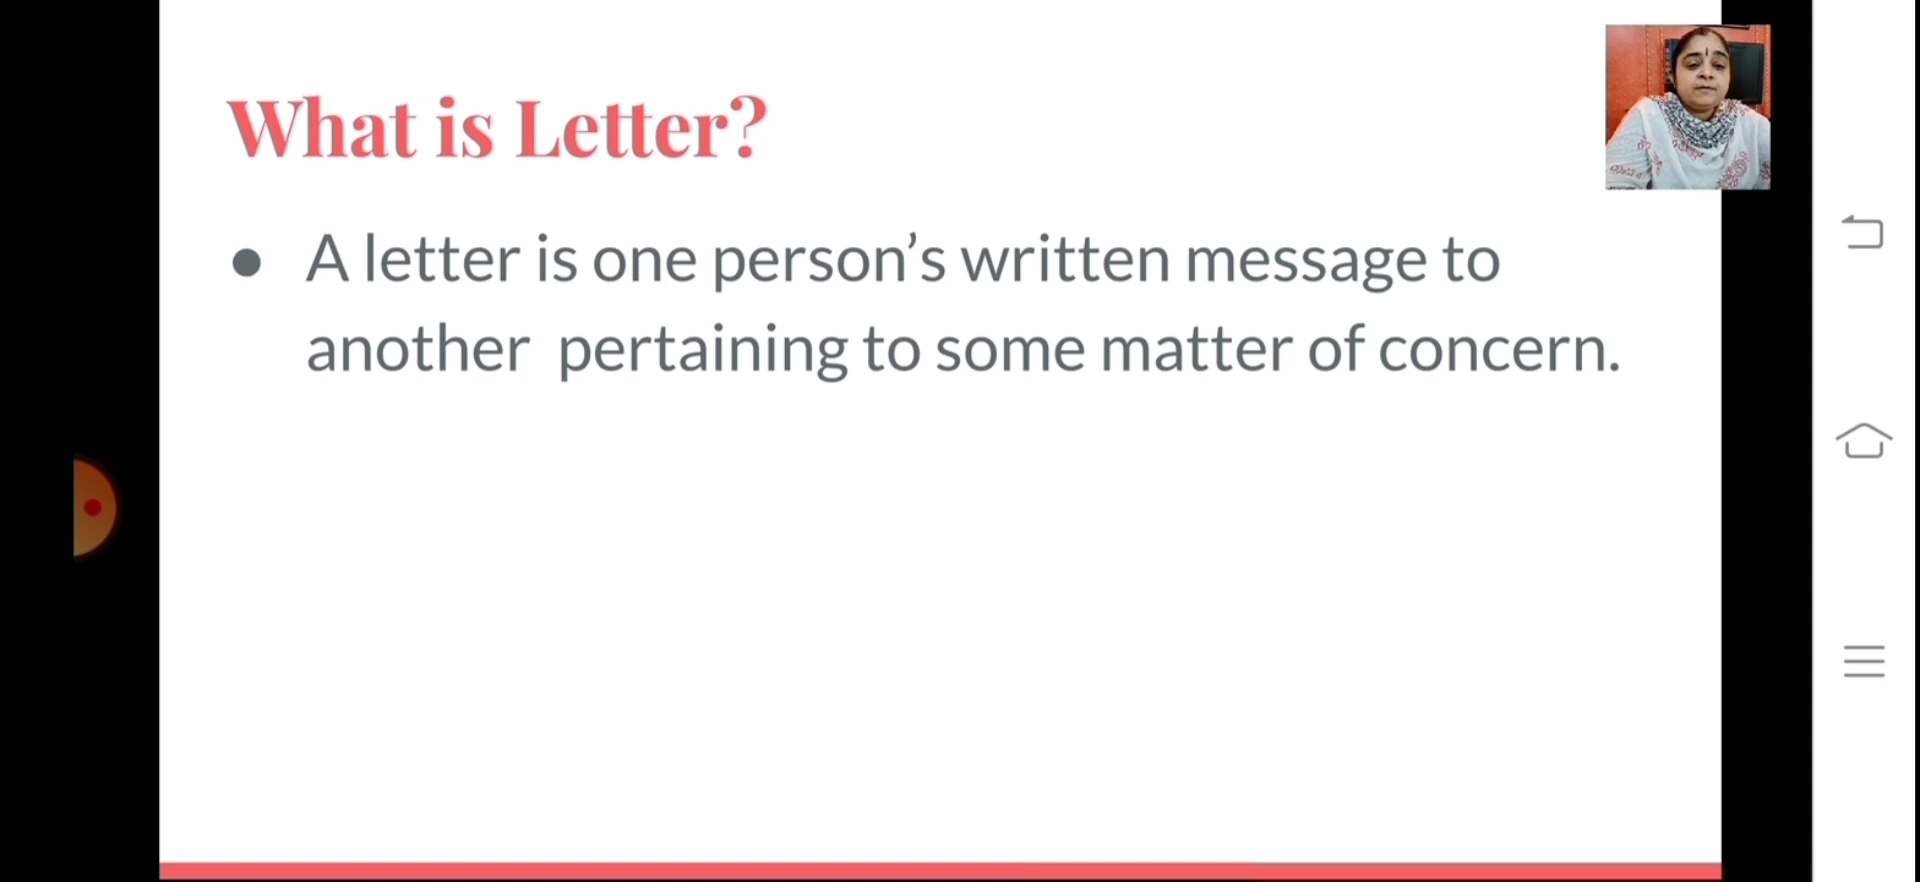 What is Letter?
● A letter is one person’s written message to
another  pertaining to some matter of concern.